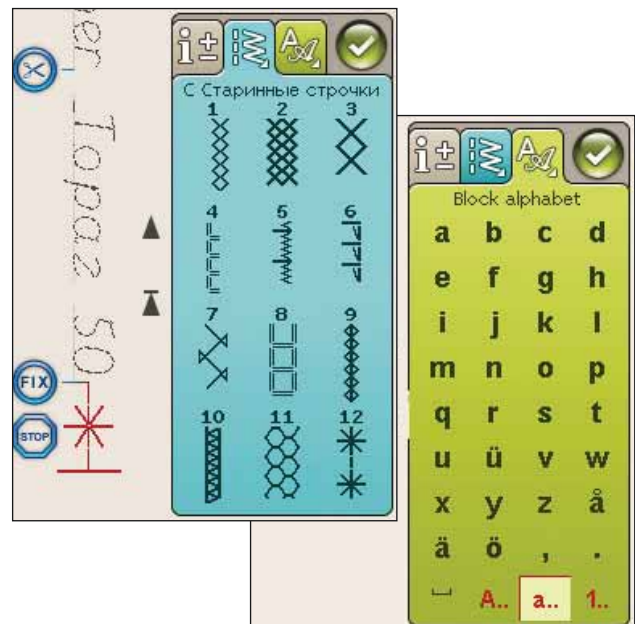 mer Topaz 50
FIX
STOP
i±
С Старинные строчки
1 2 3
4 5 6
7 8 9
10 11 12
i±
Block alphabet
a b c d
e f g h
i j k l
m n o p
q r s t
u ü v w
x y z å
ä ö , .
A.. a.. 1..